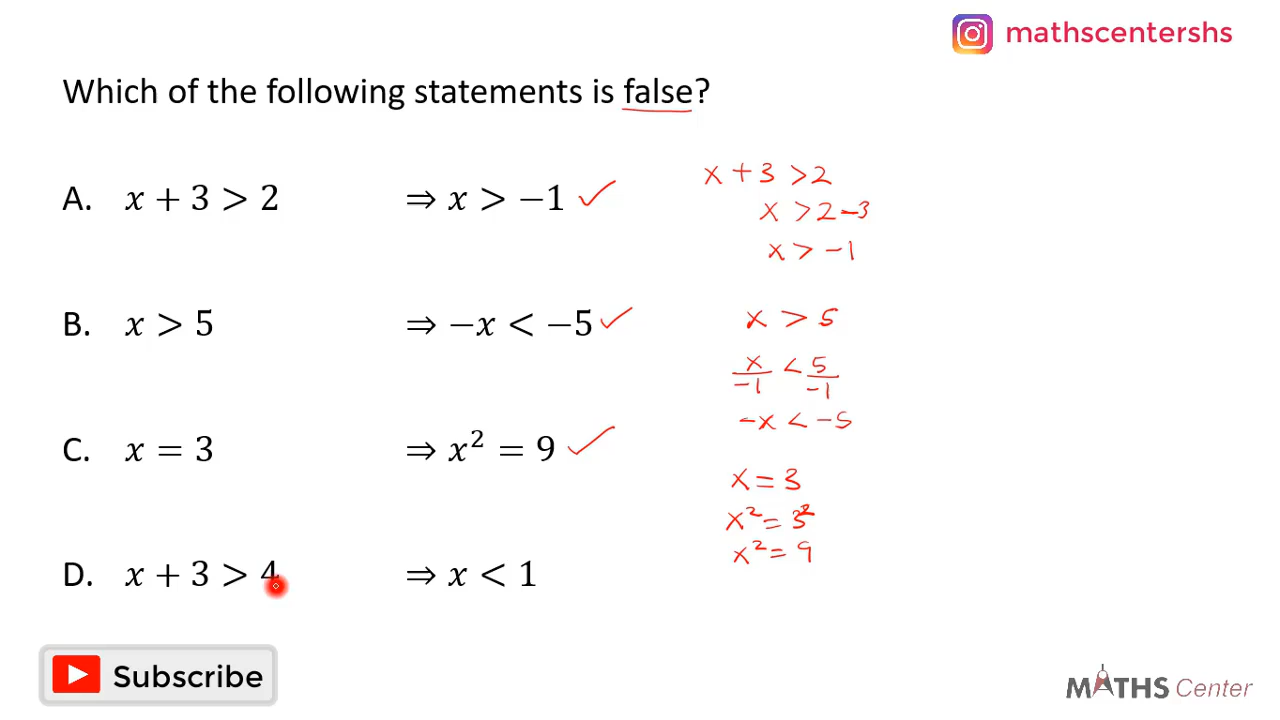 mathscentershs
Which of the following statements is false?
A. x + 3 > 2 ⇒ x > −1 ✓
x + 3 > 2
x > 2 − 3
x > −1
B. x > 5 ⇒ −x < −5 ✓
x > 5
x/−1 < 5/−1
−x < −5
C. x = 3 ⇒ x² = 9 ✓
x = 3
x² = 3²
x² = 9
D. x + 3 > 4 ⇒ x < 1
Subscribe
MATHS Center